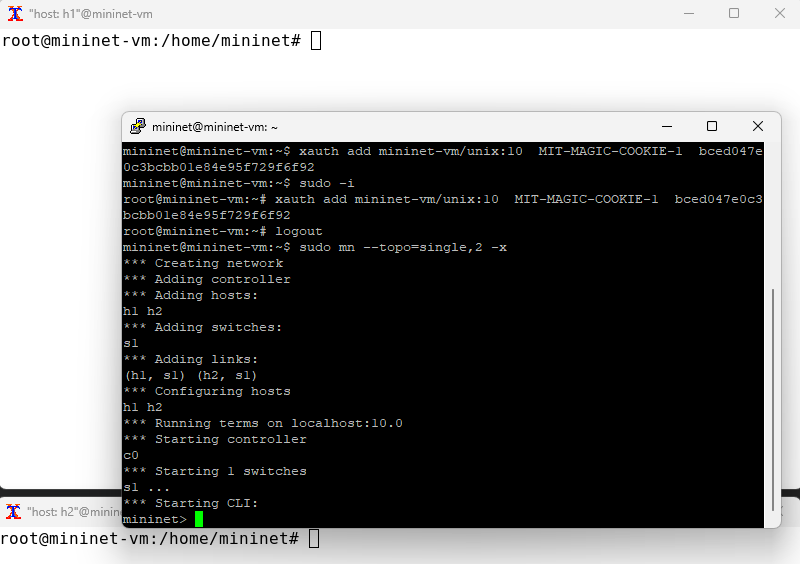 "host: h1"@mininet-vm
root@mininet-vm:/home/mininet#
mininet@mininet-vm: ~
mininet@mininet-vm:~$ xauth add mininet-vm/unix:10  MIT-MAGIC-COOKIE-1  bced047e
0c3bcbb01e84e95f729f6f92
mininet@mininet-vm:~$ sudo -i
root@mininet-vm:~# xauth add mininet-vm/unix:10  MIT-MAGIC-COOKIE-1  bced047e0c3
bcbb01e84e95f729f6f92
root@mininet-vm:~# logout
mininet@mininet-vm:~$ sudo mn --topo=single,2 -x
*** Creating network
*** Adding controller
*** Adding hosts:
h1 h2
*** Adding switches:
s1
*** Adding links:
(h1, s1) (h2, s1)
*** Configuring hosts
h1 h2
*** Running terms on localhost:10.0
*** Starting controller
c0
*** Starting 1 switches
s1 ...
*** Starting CLI:
mininet>
"host: h2"@minine
root@mininet-vm:/home/mininet#